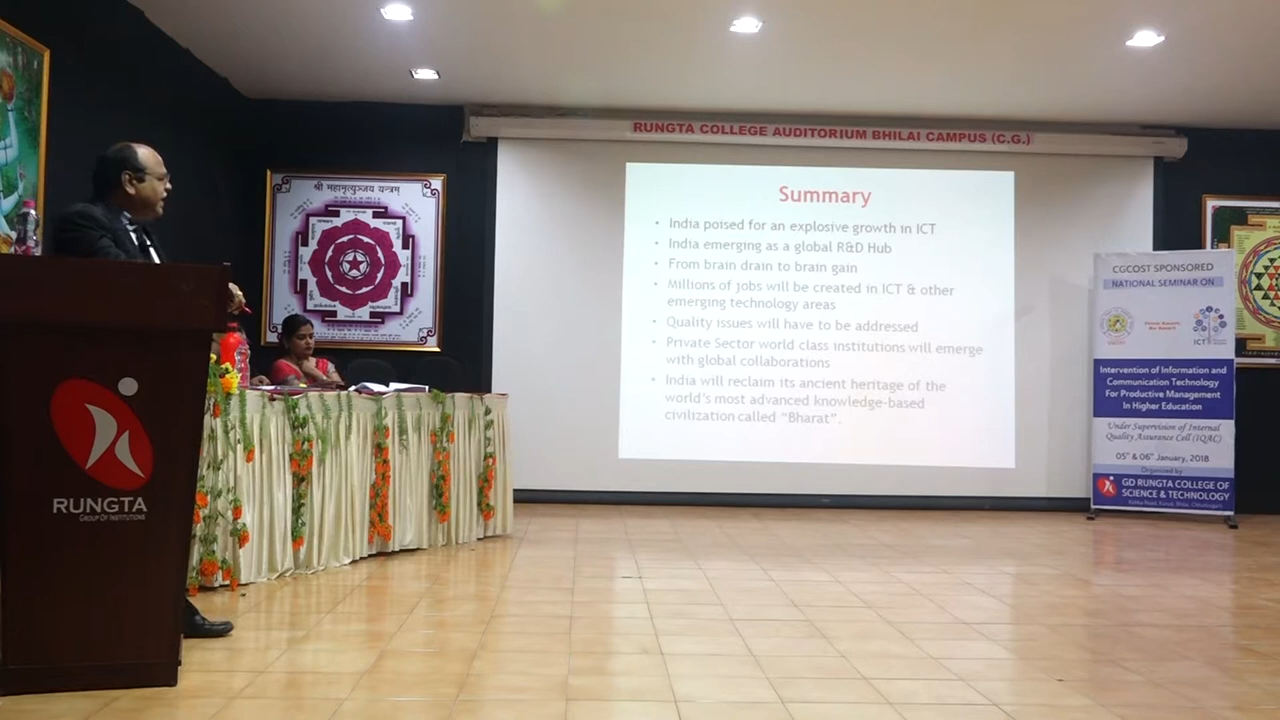 RUNGTA COLLEGE AUDITORIUM BHILAI CAMPUS (C.G.)
श्री महामृत्युञ्जय यन्त्रम्
Summary
• India poised for an explosive growth in ICT
• India emerging as a global R&D Hub
• From brain drain to brain gain
• Millions of jobs will be created in ICT & other
emerging technology areas
• Quality issues will have to be addressed
• Private Sector world class institutions will emerge
with global collaborations
• India will reclaim its ancient heritage of the
world's most advanced knowledge-based
civilization called "Bharat".
CGCOST SPONSORED
NATIONAL SEMINAR ON
ICT
Intervention of Information and
Communication Technology
For Productive Management
In Higher Education
Under Supervision of Internal
Quality Assurance Cell (IQAC)
05th & 06th January, 2018
Organized by
GD RUNGTA COLLEGE OF
SCIENCE & TECHNOLOGY
RUNGTA
GROUP OF INSTITUTIONS